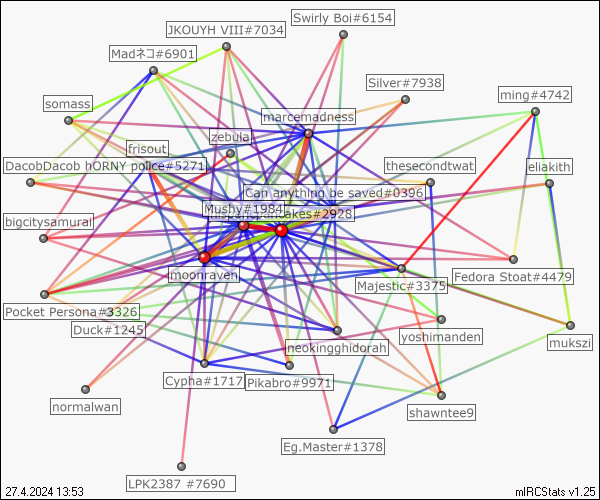 Swirly Boi#6154
JKOUYH VIII#7034
Madネコ#6901
Silver#7938
ming#4742
somass
marcemadness
zebula
frisout
DacobDacob hORNY police#5271
thesecondtwat
eliakith
Can anything be saved#0396
Mushy#1984
akes#2928
bigcitysamurai
moonraven
Fedora Stoat#4479
Majestic#3375
Pocket Persona#3326
Duck#1245
yoshimanden
mukszi
neokingghidorah
Cypha#1717
Pikabro#9971
normalwan
shawntee9
Eg.Master#1378
LPK2387 #7690
27.4.2024 13:53
mIRCStats v1.25